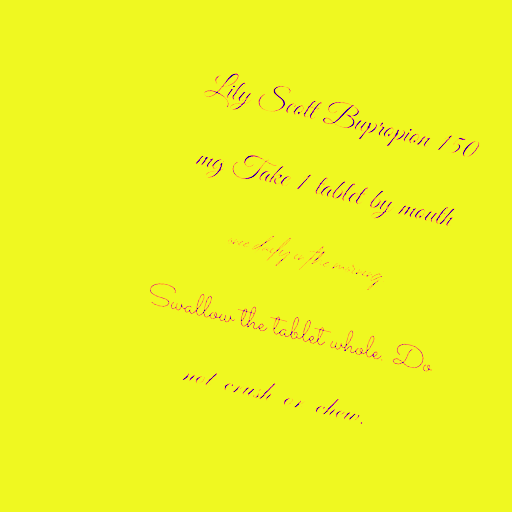 Lily Scott Bupropion 150
mg Take 1 tablet by mouth
Swallow the tablet whole. Do
not crush or chew.